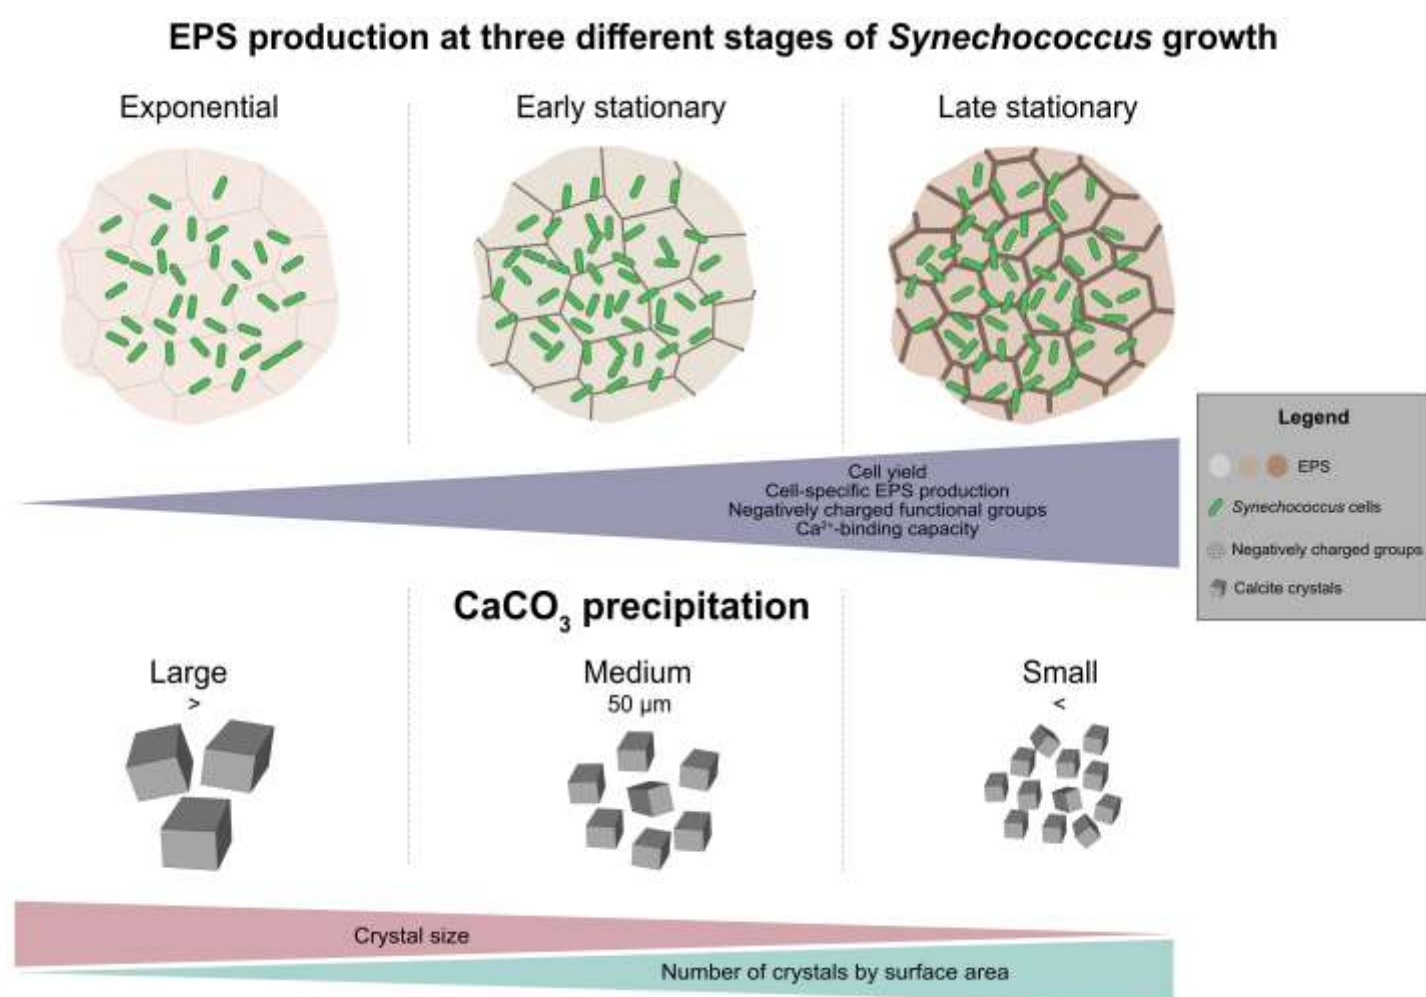 EPS production at three different stages of Synechococcus growth
Exponential
Early stationary
Late stationary
Cell yield
Cell-specific EPS production
Negatively charged functional groups
Ca²⁺-binding capacity
Legend
EPS
Synechococcus cells
Negatively charged groups
Calcite crystals
CaCO₃ precipitation
Large
>
Medium
50 µm
Small
<
Crystal size
Number of crystals by surface area